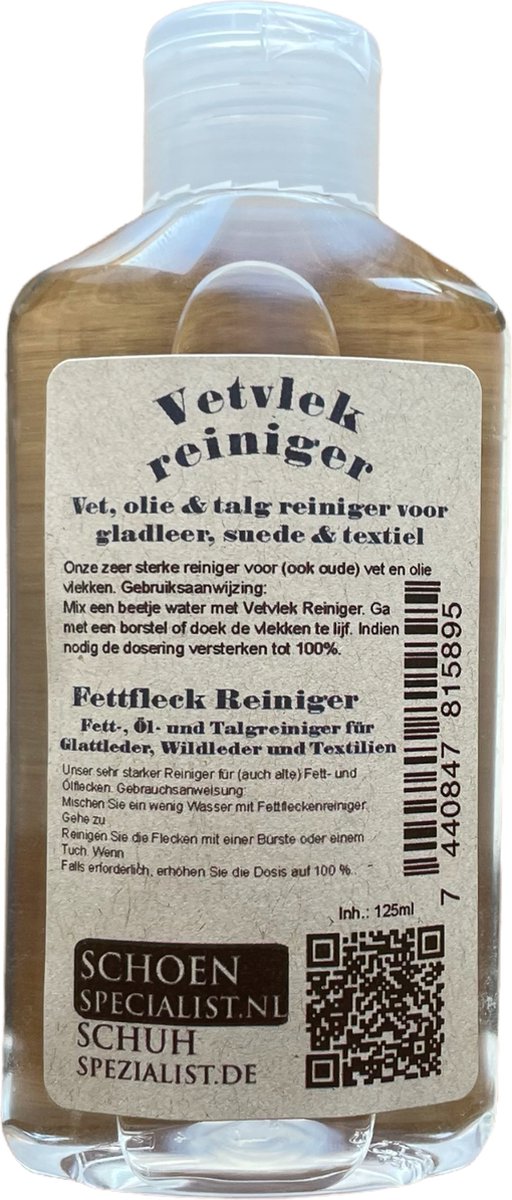 Vetvlek
reiniger
Vet, olie & talg reiniger voor
gladleer, suede & textiel
Onze zeer sterke reiniger voor (ook oude) vet en olie
vlekken. Gebruiksaanwijzing:
Mix een beetje water met Vetvlek Reiniger. Ga
met een borstel of doek de vlekken te lijf. Indien
nodig de dosering versterken tot 100%.
Fettfleck Reiniger
Fett-, Öl- und Talgreiniger für
Glattleder, Wildleder und Textilien
Unser sehr starker Reiniger für (auch alte) Fett- und
Ölflecken. Gebrauchsanweisung:
Mischen Sie ein wenig Wasser mit Fettfleckenreiniger.
Gehe zu
Reinigen Sie die Flecken mit einer Bürste oder einem
Tuch. Wenn
Falls erforderlich, erhöhen Sie die Dosis auf 100 %.
7 440847 815895
Inh.: 125ml
SCHOEN
SPECIALIST.NL
SCHUH
SPEZIALIST.DE